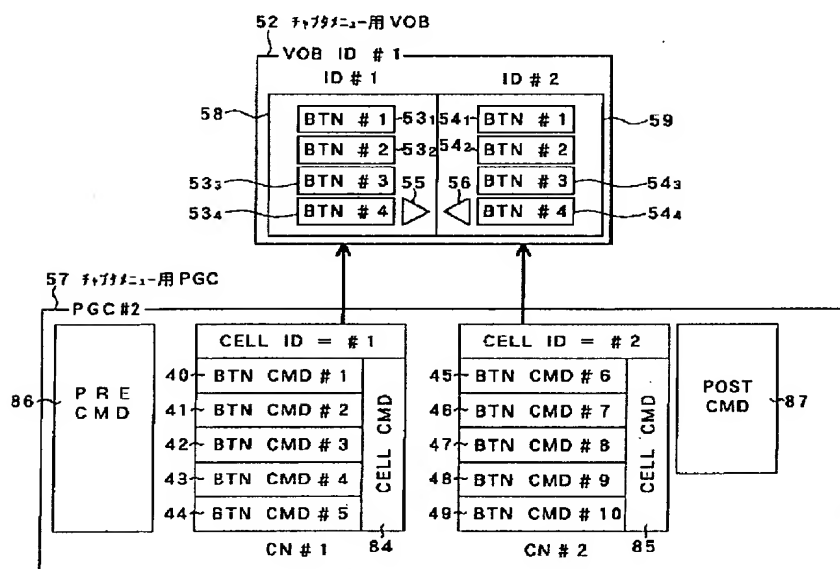 52 チャプタメニュー用 VOB
VOB ID # 1
ID # 1 ID # 2
58 BTN # 1 53₁ 54₁ BTN # 1 59
BTN # 2 53₂ 54₂ BTN # 2
53₃ BTN # 3 55 56 BTN # 3 54₃
53₄ BTN # 4 BTN # 4 54₄
57 チャプタメニュー用 PGC
PGC #2
CELL ID = # 1 CELL ID = # 2
86 PRE CMD
40 BTN CMD # 1
41 BTN CMD # 2
42 BTN CMD # 3
43 BTN CMD # 4
44 BTN CMD # 5
CELL CMD
CN # 1 84
45 BTN CMD # 6
46 BTN CMD # 7
47 BTN CMD # 8
48 BTN CMD # 9
49 BTN CMD # 10
CELL CMD
CN # 2 85
POST
CMD 87